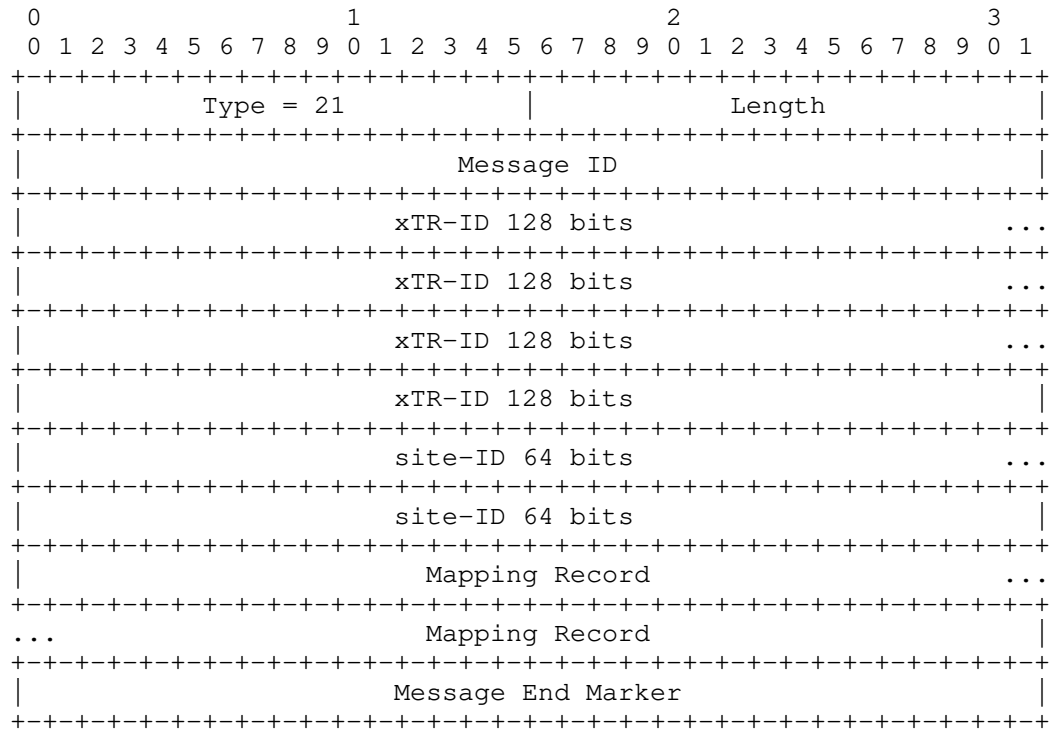 0                   1                   2                   3
 0 1 2 3 4 5 6 7 8 9 0 1 2 3 4 5 6 7 8 9 0 1 2 3 4 5 6 7 8 9 0 1
+-+-+-+-+-+-+-+-+-+-+-+-+-+-+-+-+-+-+-+-+-+-+-+-+-+-+-+-+-+-+-+-+
|           Type = 21           |            Length             |
+-+-+-+-+-+-+-+-+-+-+-+-+-+-+-+-+-+-+-+-+-+-+-+-+-+-+-+-+-+-+-+-+
|                           Message ID                          |
+-+-+-+-+-+-+-+-+-+-+-+-+-+-+-+-+-+-+-+-+-+-+-+-+-+-+-+-+-+-+-+-+
|                       xTR-ID 128 bits                       ...
+-+-+-+-+-+-+-+-+-+-+-+-+-+-+-+-+-+-+-+-+-+-+-+-+-+-+-+-+-+-+-+-+
|                       xTR-ID 128 bits                       ...
+-+-+-+-+-+-+-+-+-+-+-+-+-+-+-+-+-+-+-+-+-+-+-+-+-+-+-+-+-+-+-+-+
|                       xTR-ID 128 bits                       ...
+-+-+-+-+-+-+-+-+-+-+-+-+-+-+-+-+-+-+-+-+-+-+-+-+-+-+-+-+-+-+-+-+
|                       xTR-ID 128 bits                         |
+-+-+-+-+-+-+-+-+-+-+-+-+-+-+-+-+-+-+-+-+-+-+-+-+-+-+-+-+-+-+-+-+
|                       site-ID 64 bits                       ...
+-+-+-+-+-+-+-+-+-+-+-+-+-+-+-+-+-+-+-+-+-+-+-+-+-+-+-+-+-+-+-+-+
|                       site-ID 64 bits                         |
+-+-+-+-+-+-+-+-+-+-+-+-+-+-+-+-+-+-+-+-+-+-+-+-+-+-+-+-+-+-+-+-+
|                         Mapping Record                      ...
+-+-+-+-+-+-+-+-+-+-+-+-+-+-+-+-+-+-+-+-+-+-+-+-+-+-+-+-+-+-+-+-+
...                       Mapping Record                        |
+-+-+-+-+-+-+-+-+-+-+-+-+-+-+-+-+-+-+-+-+-+-+-+-+-+-+-+-+-+-+-+-+
|                       Message End Marker                      |
+-+-+-+-+-+-+-+-+-+-+-+-+-+-+-+-+-+-+-+-+-+-+-+-+-+-+-+-+-+-+-+-+